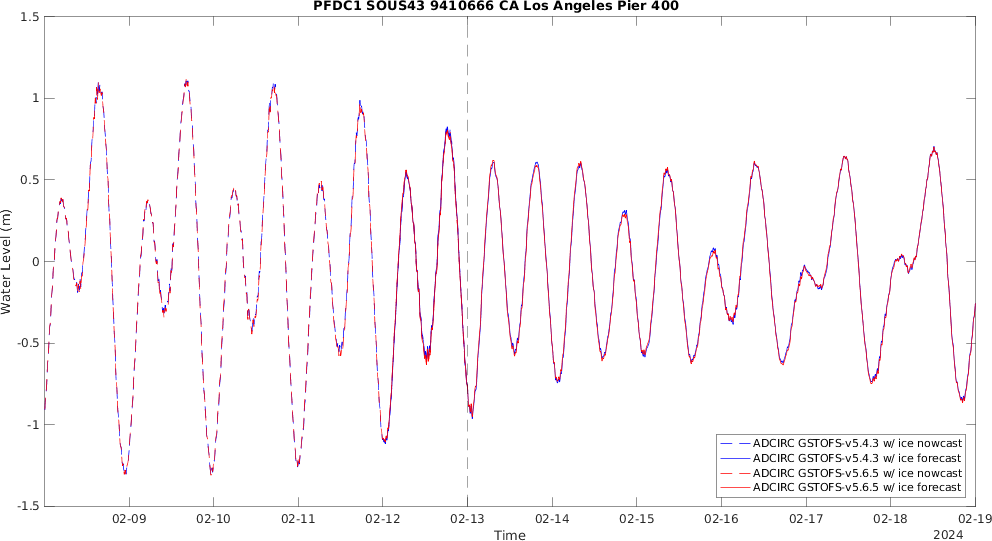 PFDC1 SOUS43 9410666 CA Los Angeles Pier 400
1.5
1
0.5
0
-0.5
-1
-1.5
Water Level (m)
02-09
02-10
02-11
02-12
02-13
02-14
02-15
02-16
02-17
02-18
02-19
Time
2024
ADCIRC GSTOFS-v5.4.3 w/ ice nowcast
ADCIRC GSTOFS-v5.4.3 w/ ice forecast
ADCIRC GSTOFS-v5.6.5 w/ ice nowcast
ADCIRC GSTOFS-v5.6.5 w/ ice forecast